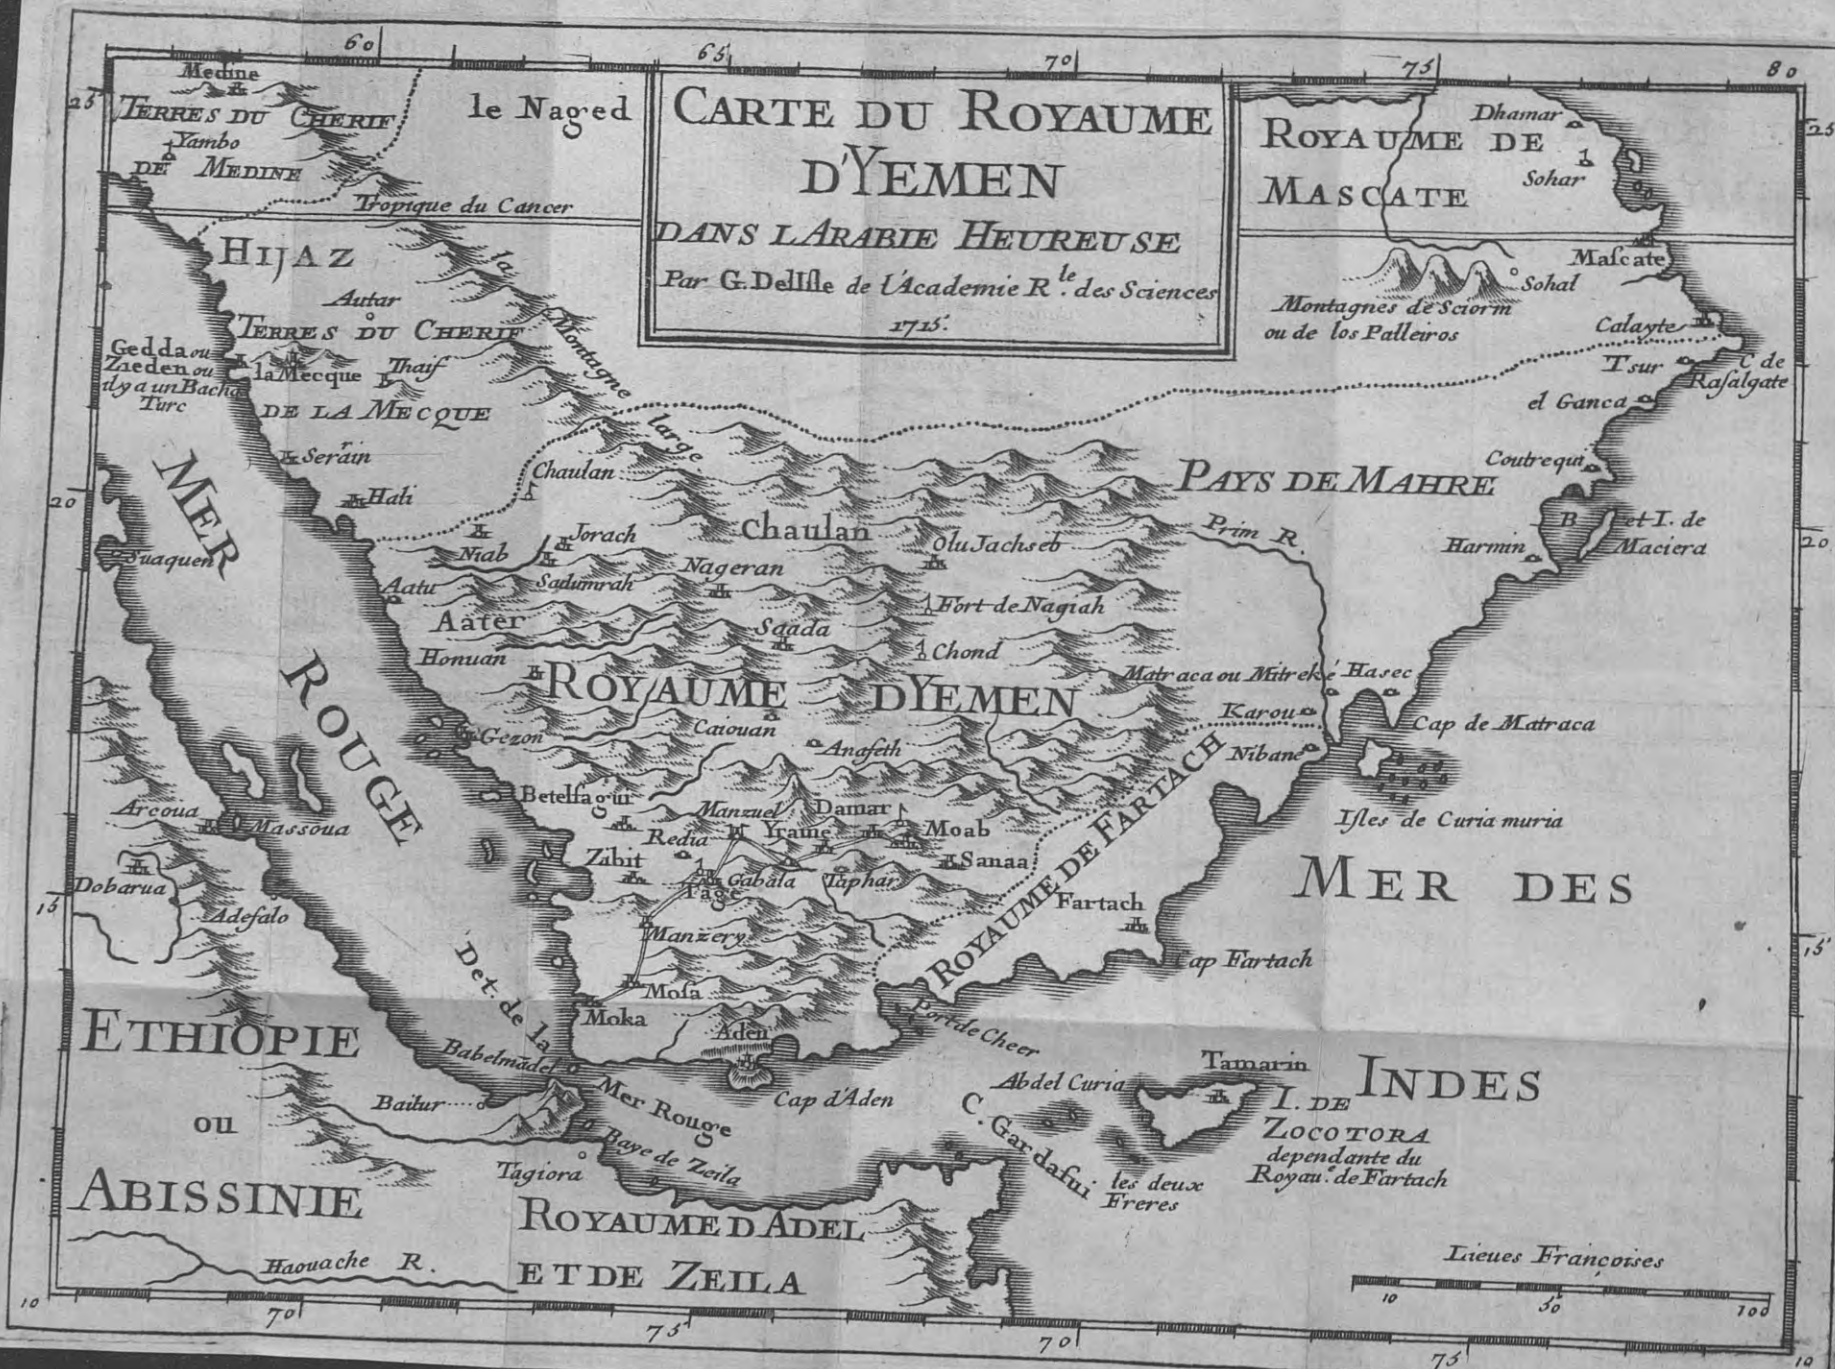 60
65
70
75
80
25
25
20
20
15
15
10
10
70
75
70
75
CARTE DU ROYAUME
D'YEMEN
DANS L'ARABIE HEUREUSE
Par G. DelIsle de l'Academie R.le des Sciences
1715.
Medine
TERRES DU CHERIF
Yambo
DE MEDINE
le Naged
Tropique du Cancer
HIJAZ
Autar
TERRES DU CHERIF
Gedda ou
Zieden ou
il y a un Bacha
Turc
la Mecque
Thaif
DE LA MECQUE
la Montagne large
Serrain
Hali
Chaulan
ROYAUME DE
MASCATE
Dhamar
Sohar
Mascate
Sohal
Montagnes de Sciorm
ou de los Palleiros
Calayte
Tsur
C de
Rasalgate
el Ganca
Coutrequi
PAYS DE MAHRE
B et I. de
Maciera
Harmin
Prim R.
Niab
Jorach
Chaulan
Olu Jachseb
Sadumrah
Nageran
Aatu
Aater
Fort de Nagiah
Saada
Chond
Honuan
ROYAUME D'YEMEN
Matraca ou Mitreké
Hasec
Karou
Nibane
Cap de Matraca
Isles de Curia muria
Gezon
Caiouan
Anafeth
Betelfagui
Manzuel
Damar
Redia
Yrame
Moab
Zibit
Sanaa
Gabala
Taphar
Tage
Manzery
Mosa
Moka
Aden
Cap d'Aden
ROYAUME DE FARTACH
Fartach
Cap Fartach
Port de Cheer
MER ROUGE
Suaquen
Arcoua
Massoua
Dobarua
Adefalo
Det. de la
Mer Rouge
Babelmādel
Bailur
Tagiora
Baye de Zeila
ETHIOPIE
ou
ABISSINIE
Haouache R.
ROYAUME D'ADEL
ET DE ZEILA
MER DES
INDES
Abdel Curia
C. Gardafui
les deux
Freres
Tamarin
I. DE
ZOCOTORA
dependante du
Royau.e de Fartach
Lieues Françoises
10
50
100